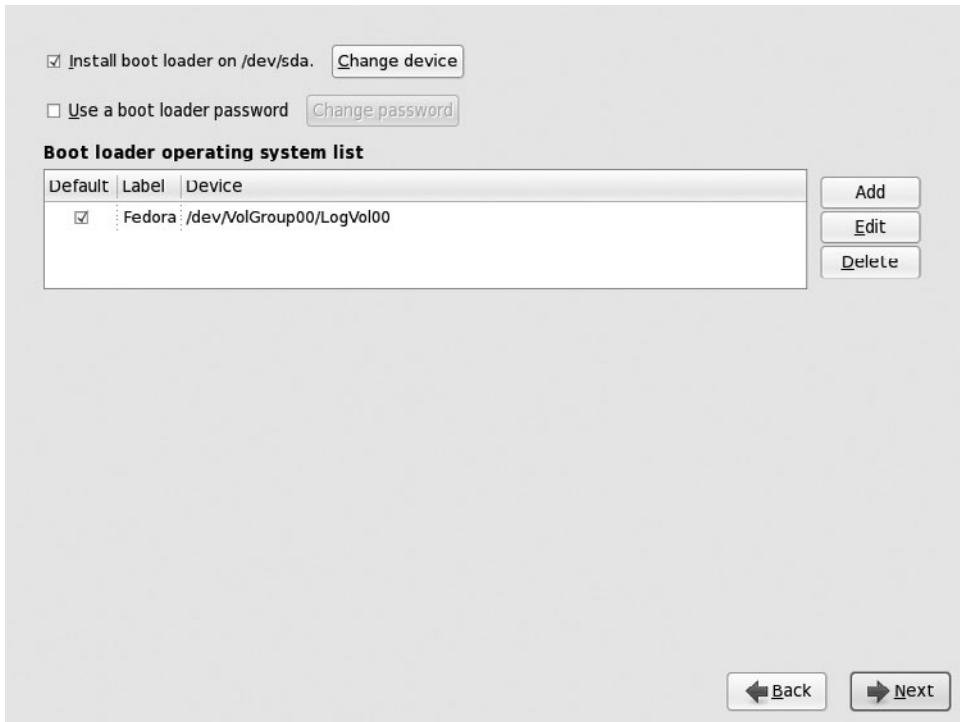 Install boot loader on /dev/sda. Change device
Use a boot loader password Change password
Boot loader operating system list
Default Label Device
Fedora /dev/VolGroup00/LogVol00
Add
Edit
Delete
Back Next